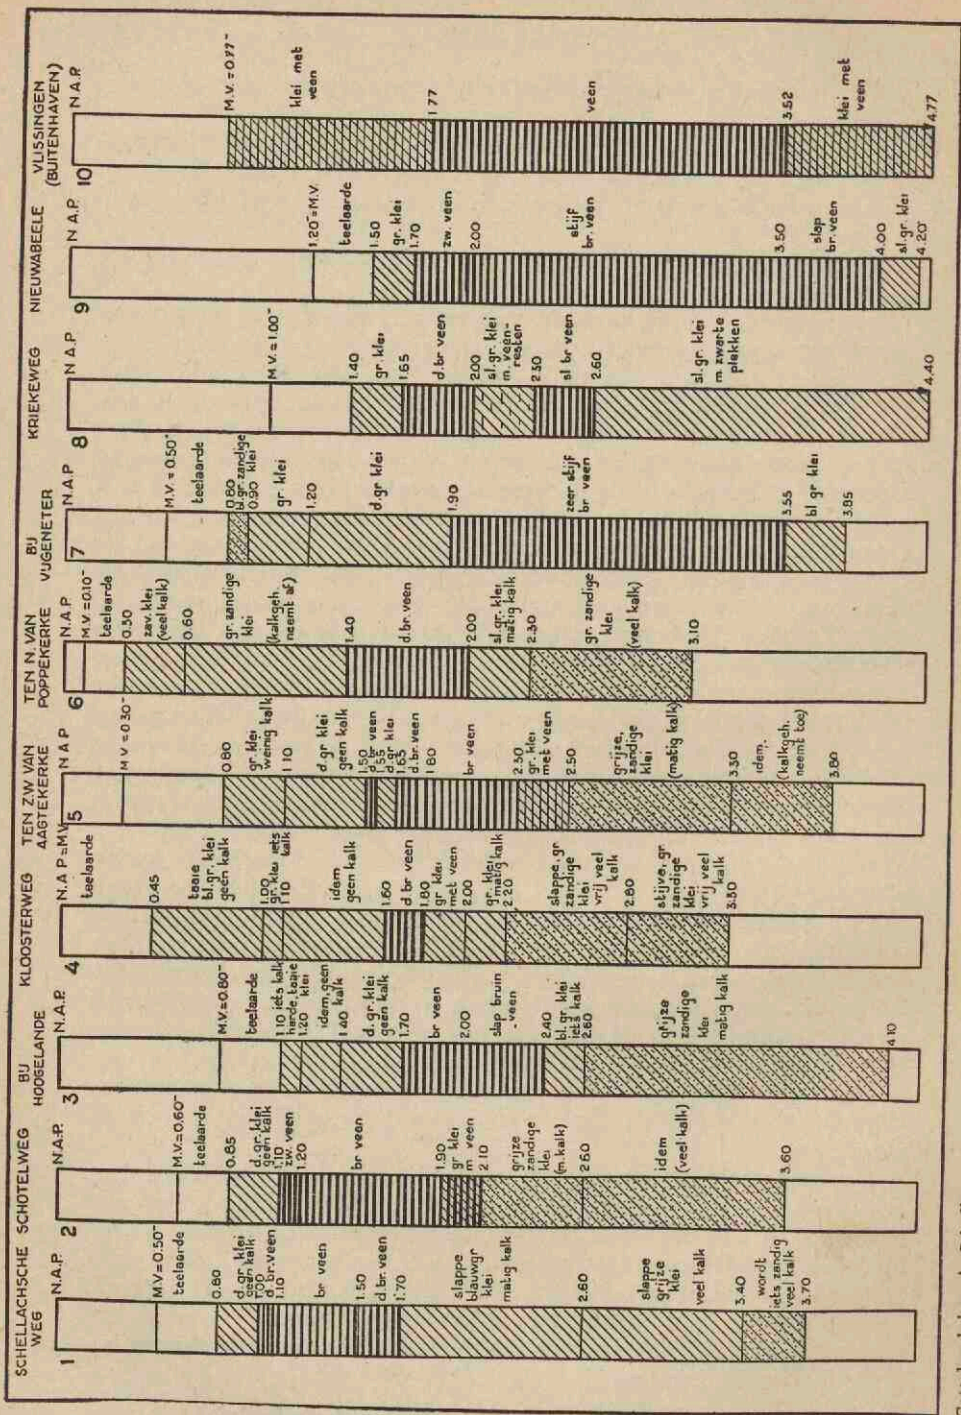 SCHELLACHSCHE
WEG
1
N.A.P.
M.V.=0.50-
teelaarde
0.80
d.gr.klei
geen kalk
1.00
d.br.veen
1.10
br veen
1.50
d.br.veen
1.70
slappe
blauwgr
klei
matig kalk
2.60
slappe
grijze
klei
veel kalk
3.40
wordt
iets zandig
veel kalk
3.70
SCHOTELWEG
2
N.A.P.
M.V.=0.60-
teelaarde
0.85
d.gr.klei
geen kalk
1.10
zw.veen
1.20
br veen
1.90
gr klei
m veen
2.10
grijze
zandige
klei
(m.kalk)
2.60
idem
(veel kalk)
3.60
BIJ
HOOGELANDE
3
N.A.P.
M.V.=0.80-
teelaarde
1.10 iets kalk
harde,taaie
1.20 klei
idem,geen
1.40 kalk
d.gr.klei
geen kalk
1.70
br veen
2.00
slap bruin
veen
2.40
bl.gr klei
iets kalk
2.60
grijze
zandige
klei
matig kalk
4.10
KLOOSTERWEG
4
N.A.P=MV
teelaarde
0.45
taaie
bl.gr.klei
geen kalk
1.00
gr.klei iets
1.10 kalk
idem
geen kalk
1.60
d br veen
1.80
gr klei
met veen
2.00
gr.klei
matig kalk
2.20
slappe,gr
zandige
klei
vrij veel
kalk
2.80
stijve,gr
zandige
klei
vrij veel
kalk
3.30
TEN Z.W VAN
AAGTEKERKE
5
N A P
M V =0.30-
0.80
gr.klei
weinig kalk
1.10
d.gr klei
geen kalk
1.50
d.br veen
1.55
d.gr klei
1.65
d.br.veen
1 80
br veen
2.30
gr.klei
met veen
2.50
grijze,
zandige
klei
(matig kalk)
3.30
idem.
(kalkgeh.
neemt toe)
3.80
TEN N. VAN
POPPEKERKE
6
N.A.P
M.V.=0.10-
teelaarde
0.30
zav.klei
(veel kalk)
0.60
gr.zandige
klei
(kalkgeh.
neemt af)
1.40
d.br.veen
2.00
sl.gr.klei
matig kalk
2.30
gr. zandige
klei
(veel kalk)
3.10
BIJ
VIJGENETER
7
N.A.P
M.V.= 0.50-
teelaarde
0.80
bl.gr.zandige
0.90 klei
gr klei
1.20
d.gr klei
1.90
zeer stijf
br veen
3.55
bl gr klei
3.85
KRIEKEWEG
8
N.A.P
M V.=1.00-
1.40
gr. klei
1.65
d.br veen
2.00
sl.gr. klei
m. veen-
resten
2.30
sl br veen
2.60
sl.gr. klei
m zwarte
plekken
4.40
NIEUWABEELE
9
N A.P.
1.20-=M.V
teelaarde
1.50
gr. klei
1.70
zw. veen
2.00
stijf
br. veen
3.50
slap
br.veen
4.00
sl.gr klei
4.20
VLISSINGEN
(BUITENHAVEN)
10
N A.P.
M.V.=0.77-
klei met
veen
1 77
veen
3.52
klei met
veen
4.77